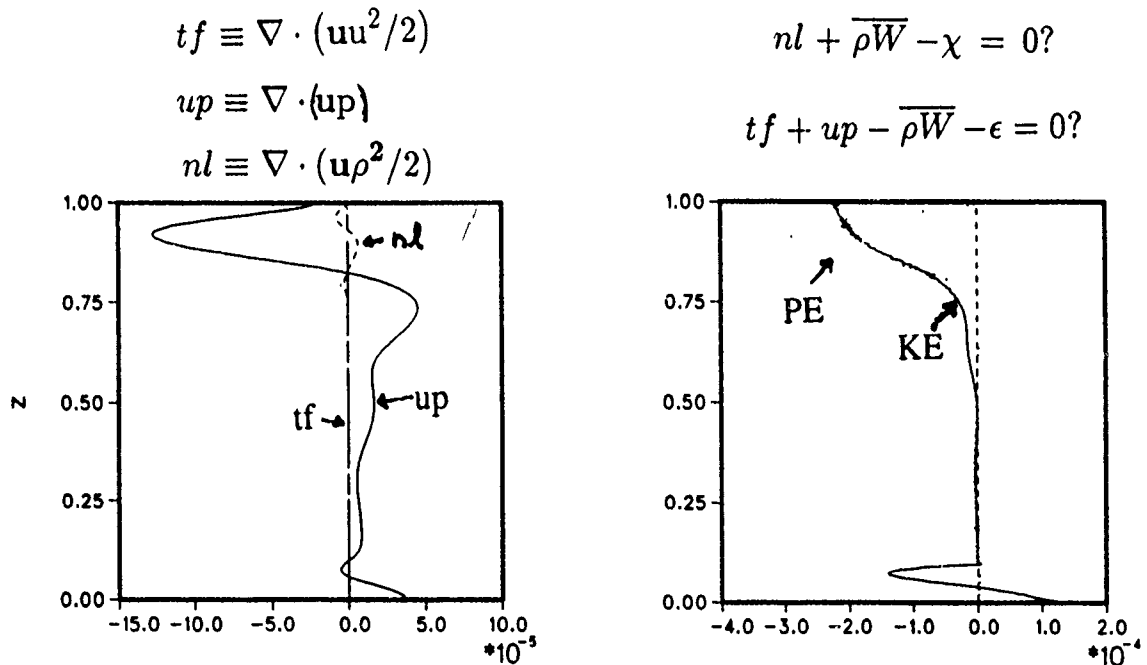 tf ≡ ∇ · (uu²/2)
up ≡ ∇ ·(up)
nl ≡ ∇ · (uρ²/2)
1.00
0.75
0.50
0.25
0.00
z
nl
tf
up
-15.0 -10.0 -5.0 0.0 5.0 10.0
*10⁻⁵
nl + ρW̅ −χ = 0?
tf + up − ρW̅ −ϵ = 0?
1.00
0.75
0.50
0.25
0.00
PE
KE
-4.0 -3.0 -2.0 -1.0 0.0 1.0 2.0
*10⁻⁴